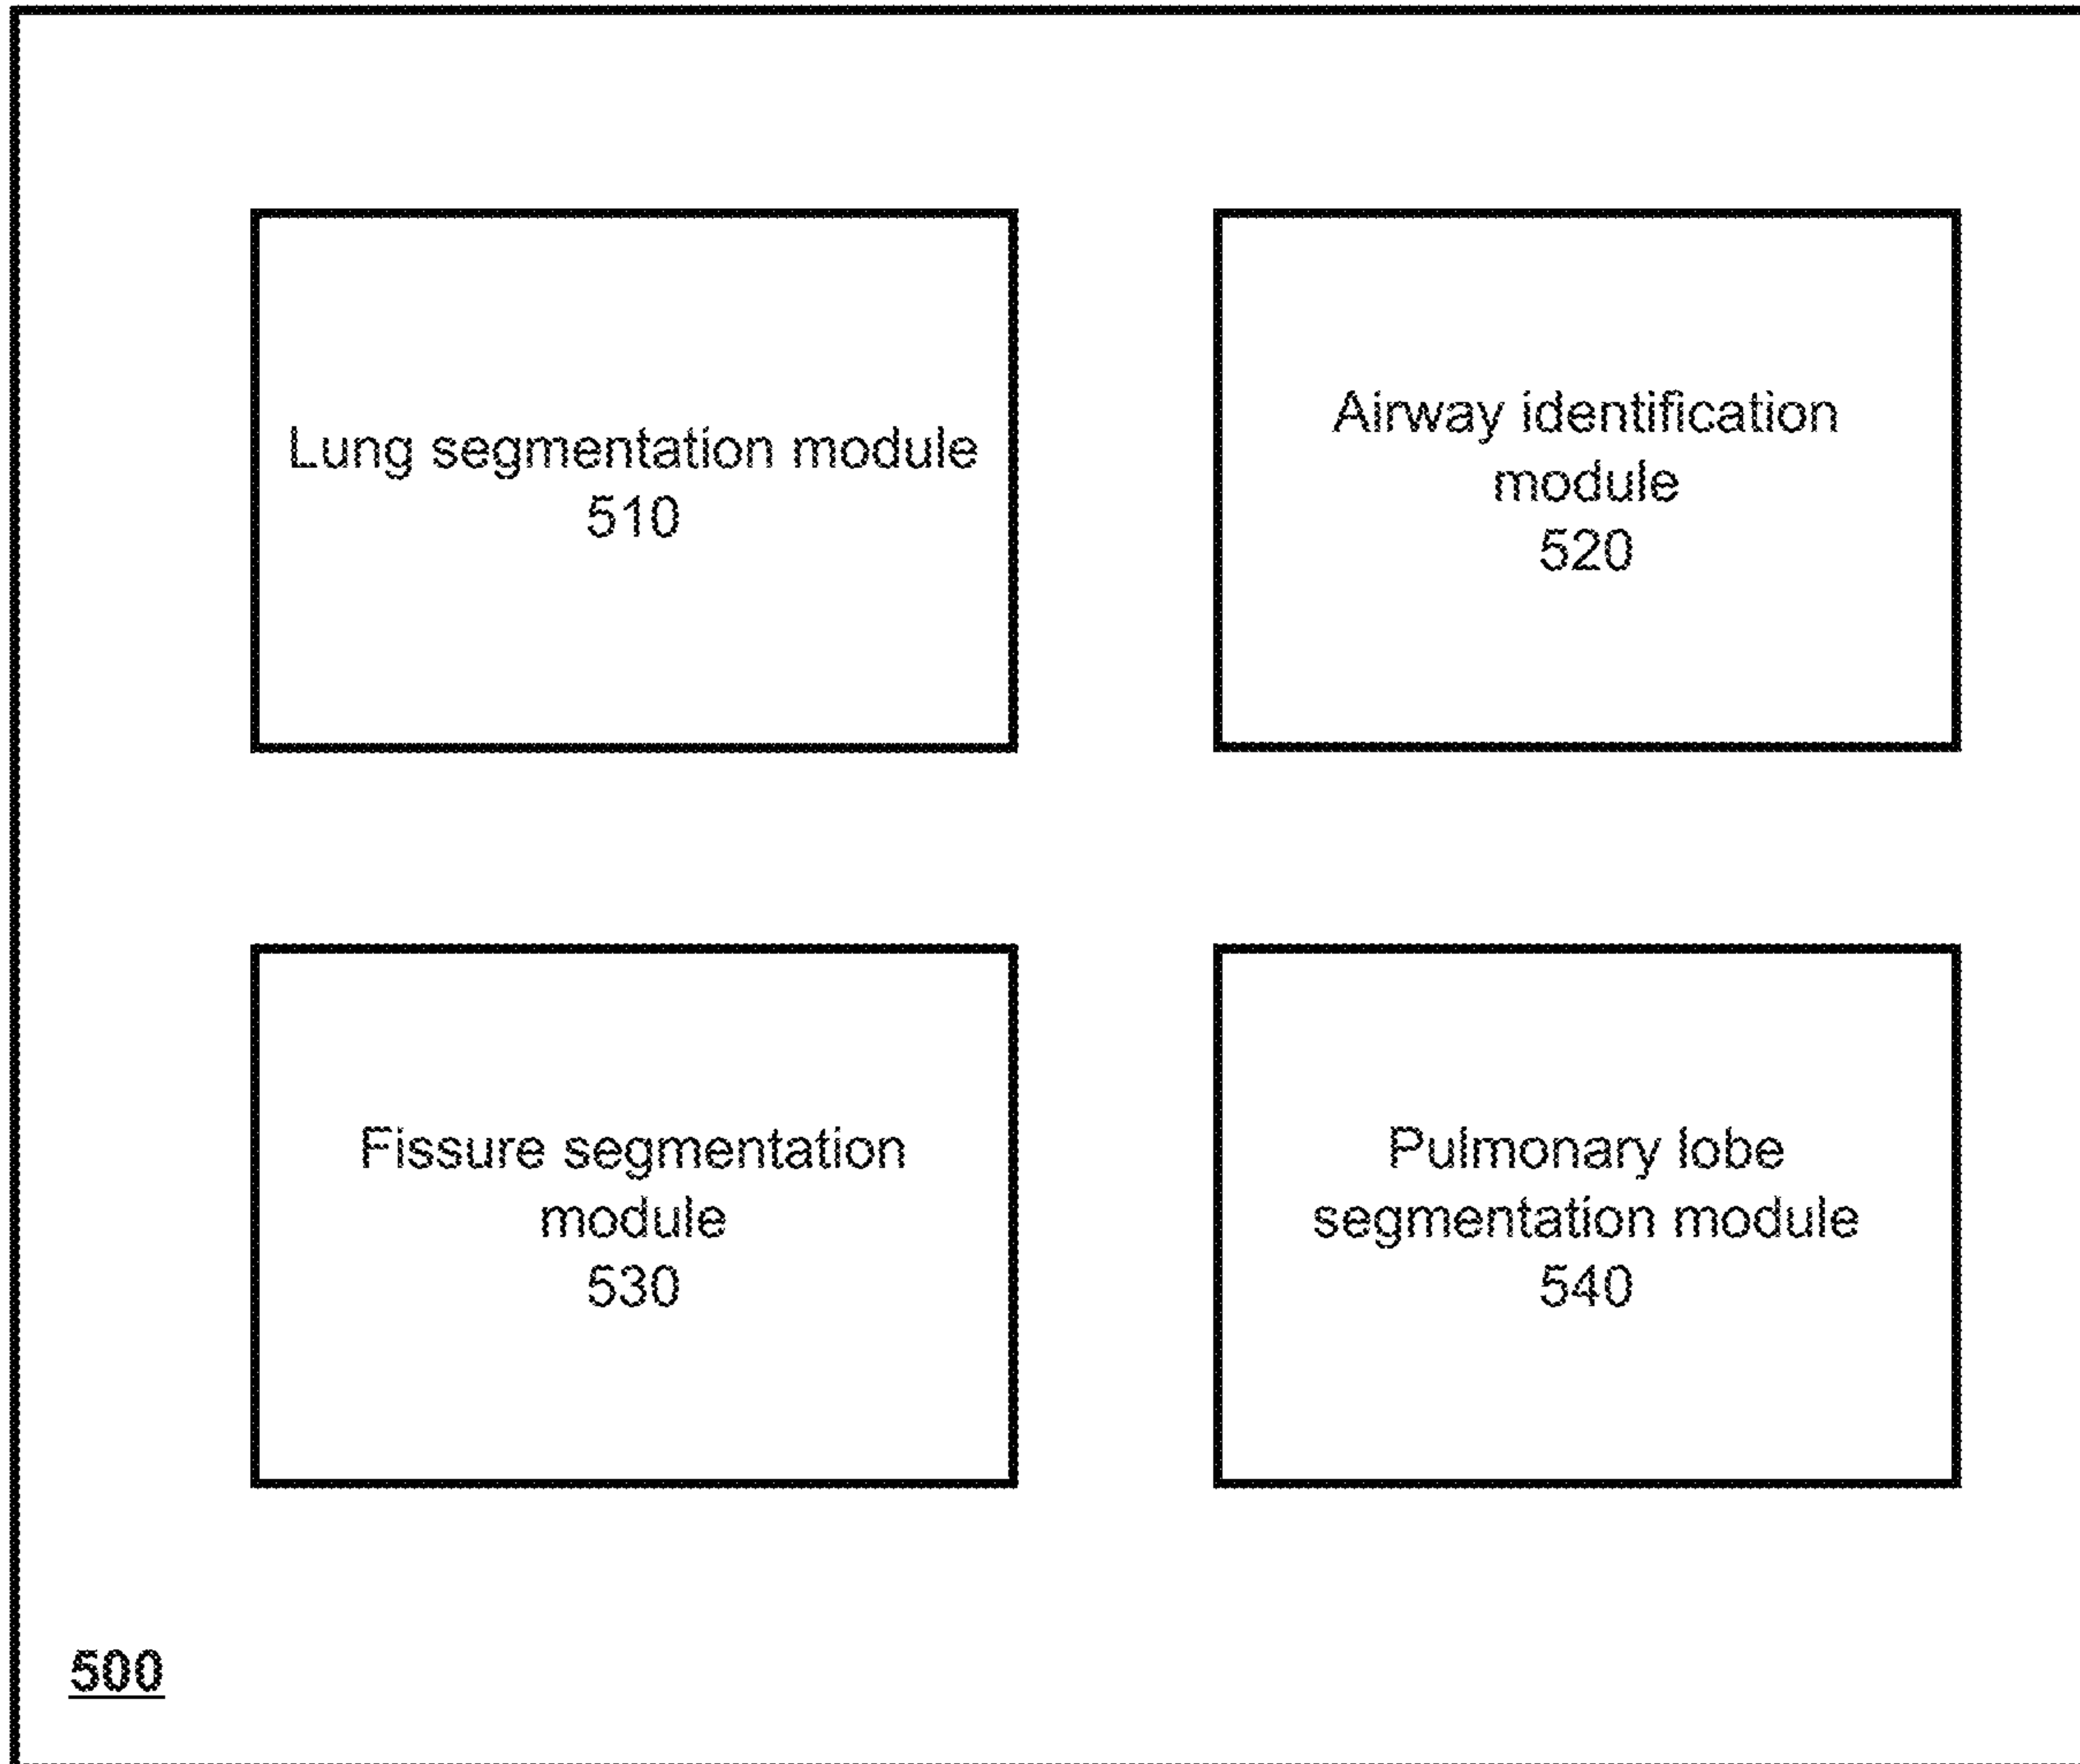 Lung segmentation module
510
Airway identification
module
520
Fissure segmentation
module
530
Pulmonary lobe
segmentation module
540
500